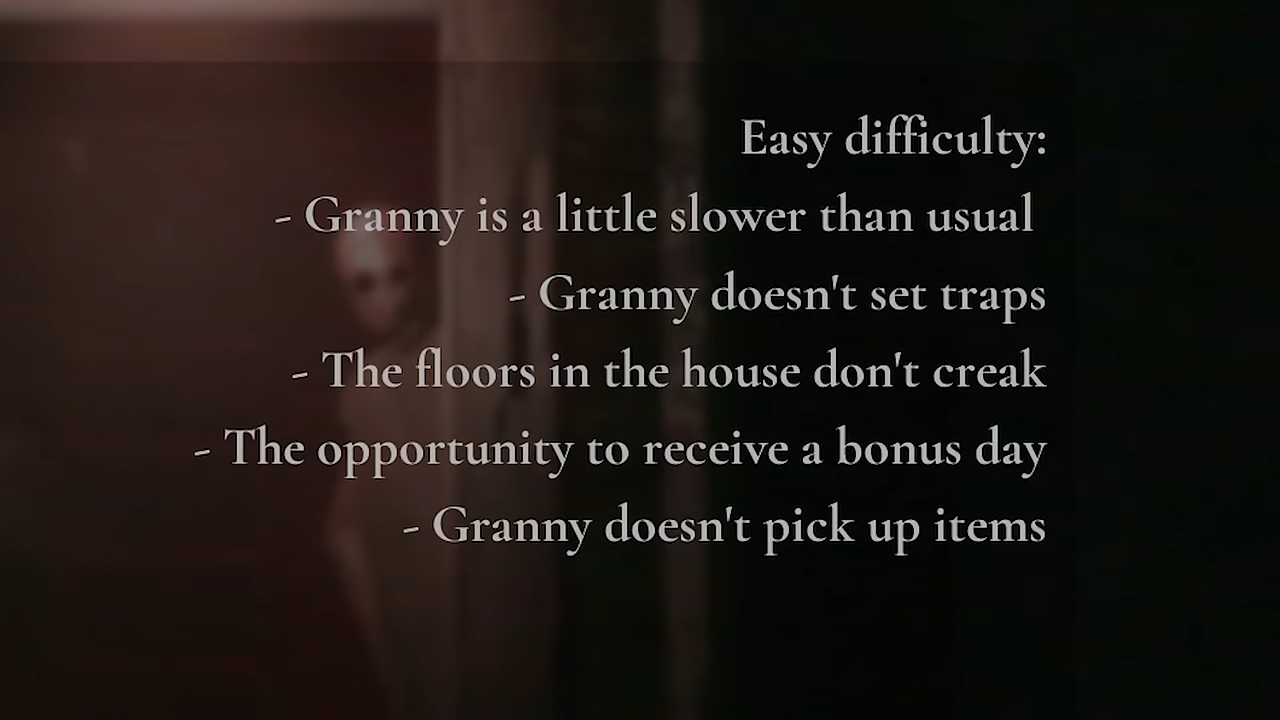 Easy difficulty:
- Granny is a little slower than usual
- Granny doesn't set traps
- The floors in the house don't creak
- The opportunity to receive a bonus day
- Granny doesn't pick up items